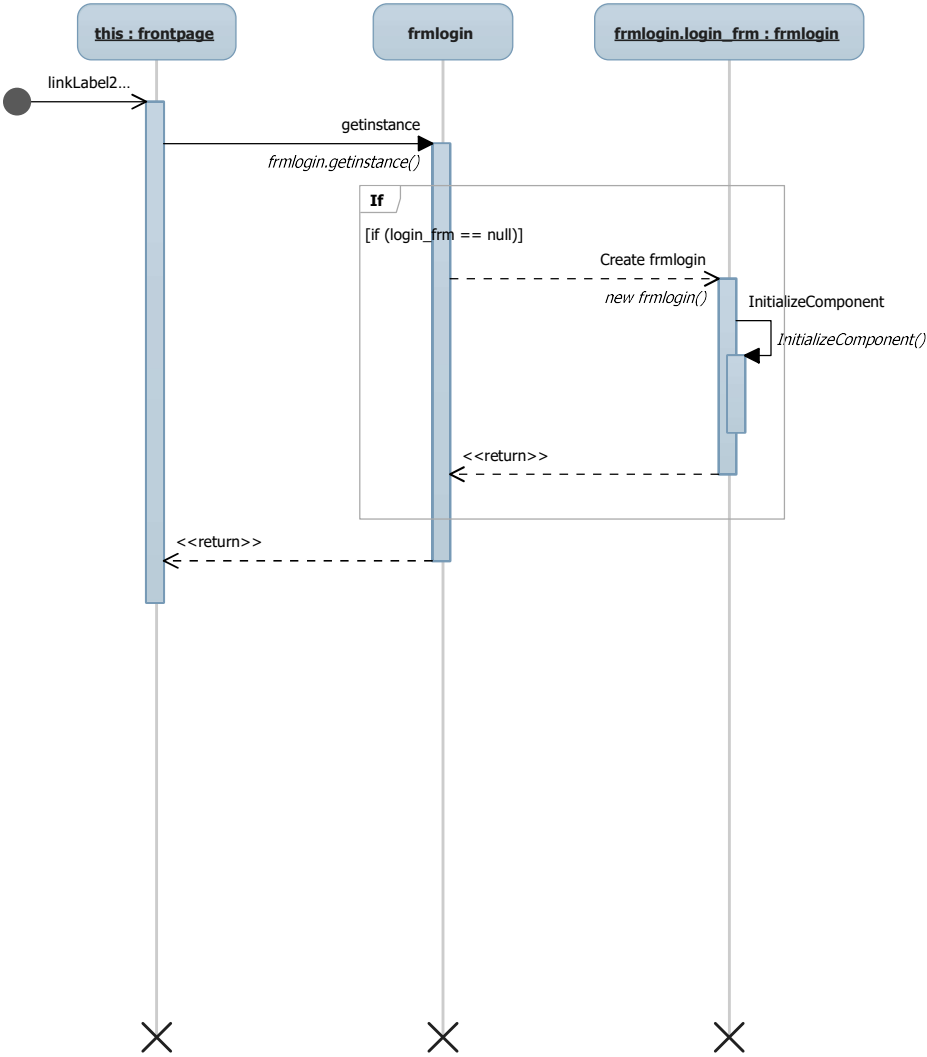 this : frontpage
frmlogin
frmlogin.login_frm : frmlogin
linkLabel2...
getinstance
frmlogin.getinstance()
If
[if (login_frm == null)]
Create frmlogin
new frmlogin()
InitializeComponent
InitializeComponent()
<<return>>
<<return>>